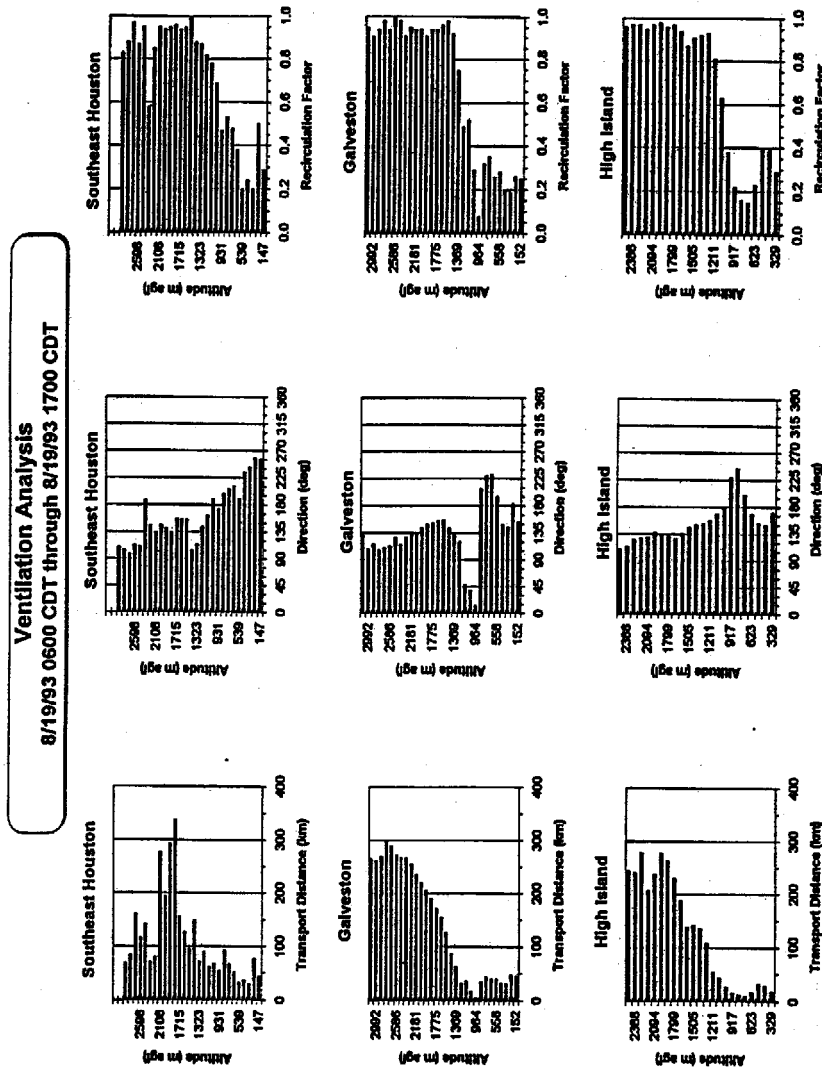 Ventilation Analysis
8/19/93 0600 CDT through 8/19/93 1700 CDT
Southeast Houston
Altitude (m agl)
2598
2108
1715
1323
931
539
147
0 100 200 300 400
Transport Distance (km)
Southeast Houston
Altitude (m agl)
2598
2108
1715
1323
931
539
147
0 45 90 135 180 225 270 315 360
Direction (deg)
Southeast Houston
Altitude (m agl)
2598
2108
1715
1323
931
539
147
0.0 0.2 0.4 0.6 0.8 1.0
Recirculation Factor
Galveston
Altitude (m agl)
2992
2586
2181
1775
1369
964
558
152
0 100 200 300 400
Transport Distance (km)
Galveston
Altitude (m agl)
2992
2586
2181
1775
1369
964
558
152
0 45 90 135 180 225 270 315 360
Direction (deg)
Galveston
Altitude (m agl)
2992
2586
2181
1775
1369
964
558
152
0.0 0.2 0.4 0.6 0.8 1.0
Recirculation Factor
High Island
Altitude (m agl)
2388
2094
1799
1505
1211
917
623
329
0 100 200 300 400
Transport Distance (km)
High Island
Altitude (m agl)
2388
2094
1799
1505
1211
917
623
329
0 45 90 135 180 225 270 315 360
Direction (deg)
High Island
Altitude (m agl)
2388
2094
1799
1505
1211
917
623
329
0.0 0.2 0.4 0.6 0.8 1.0
Recirculation Factor